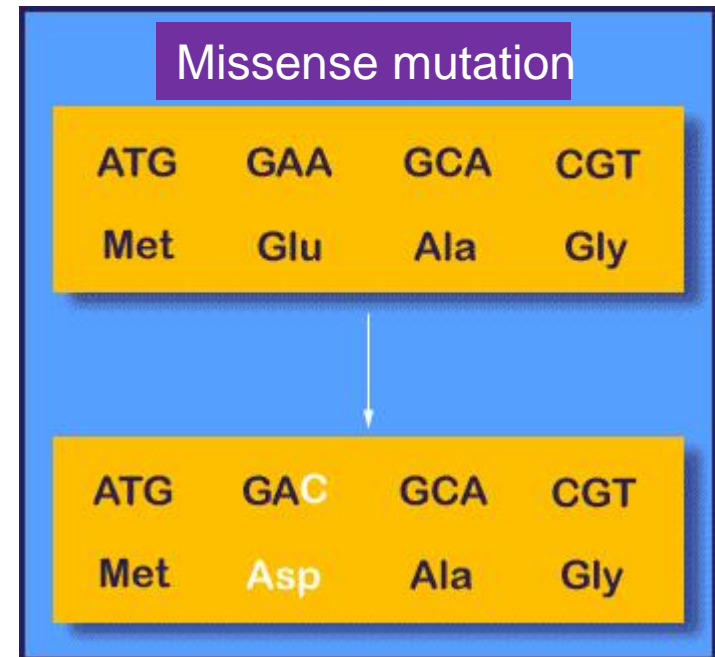 Missense mutation
ATG GAA GCA CGT
Met Glu Ala Gly
ATG GAC GCA CGT
Met Asp Ala Gly